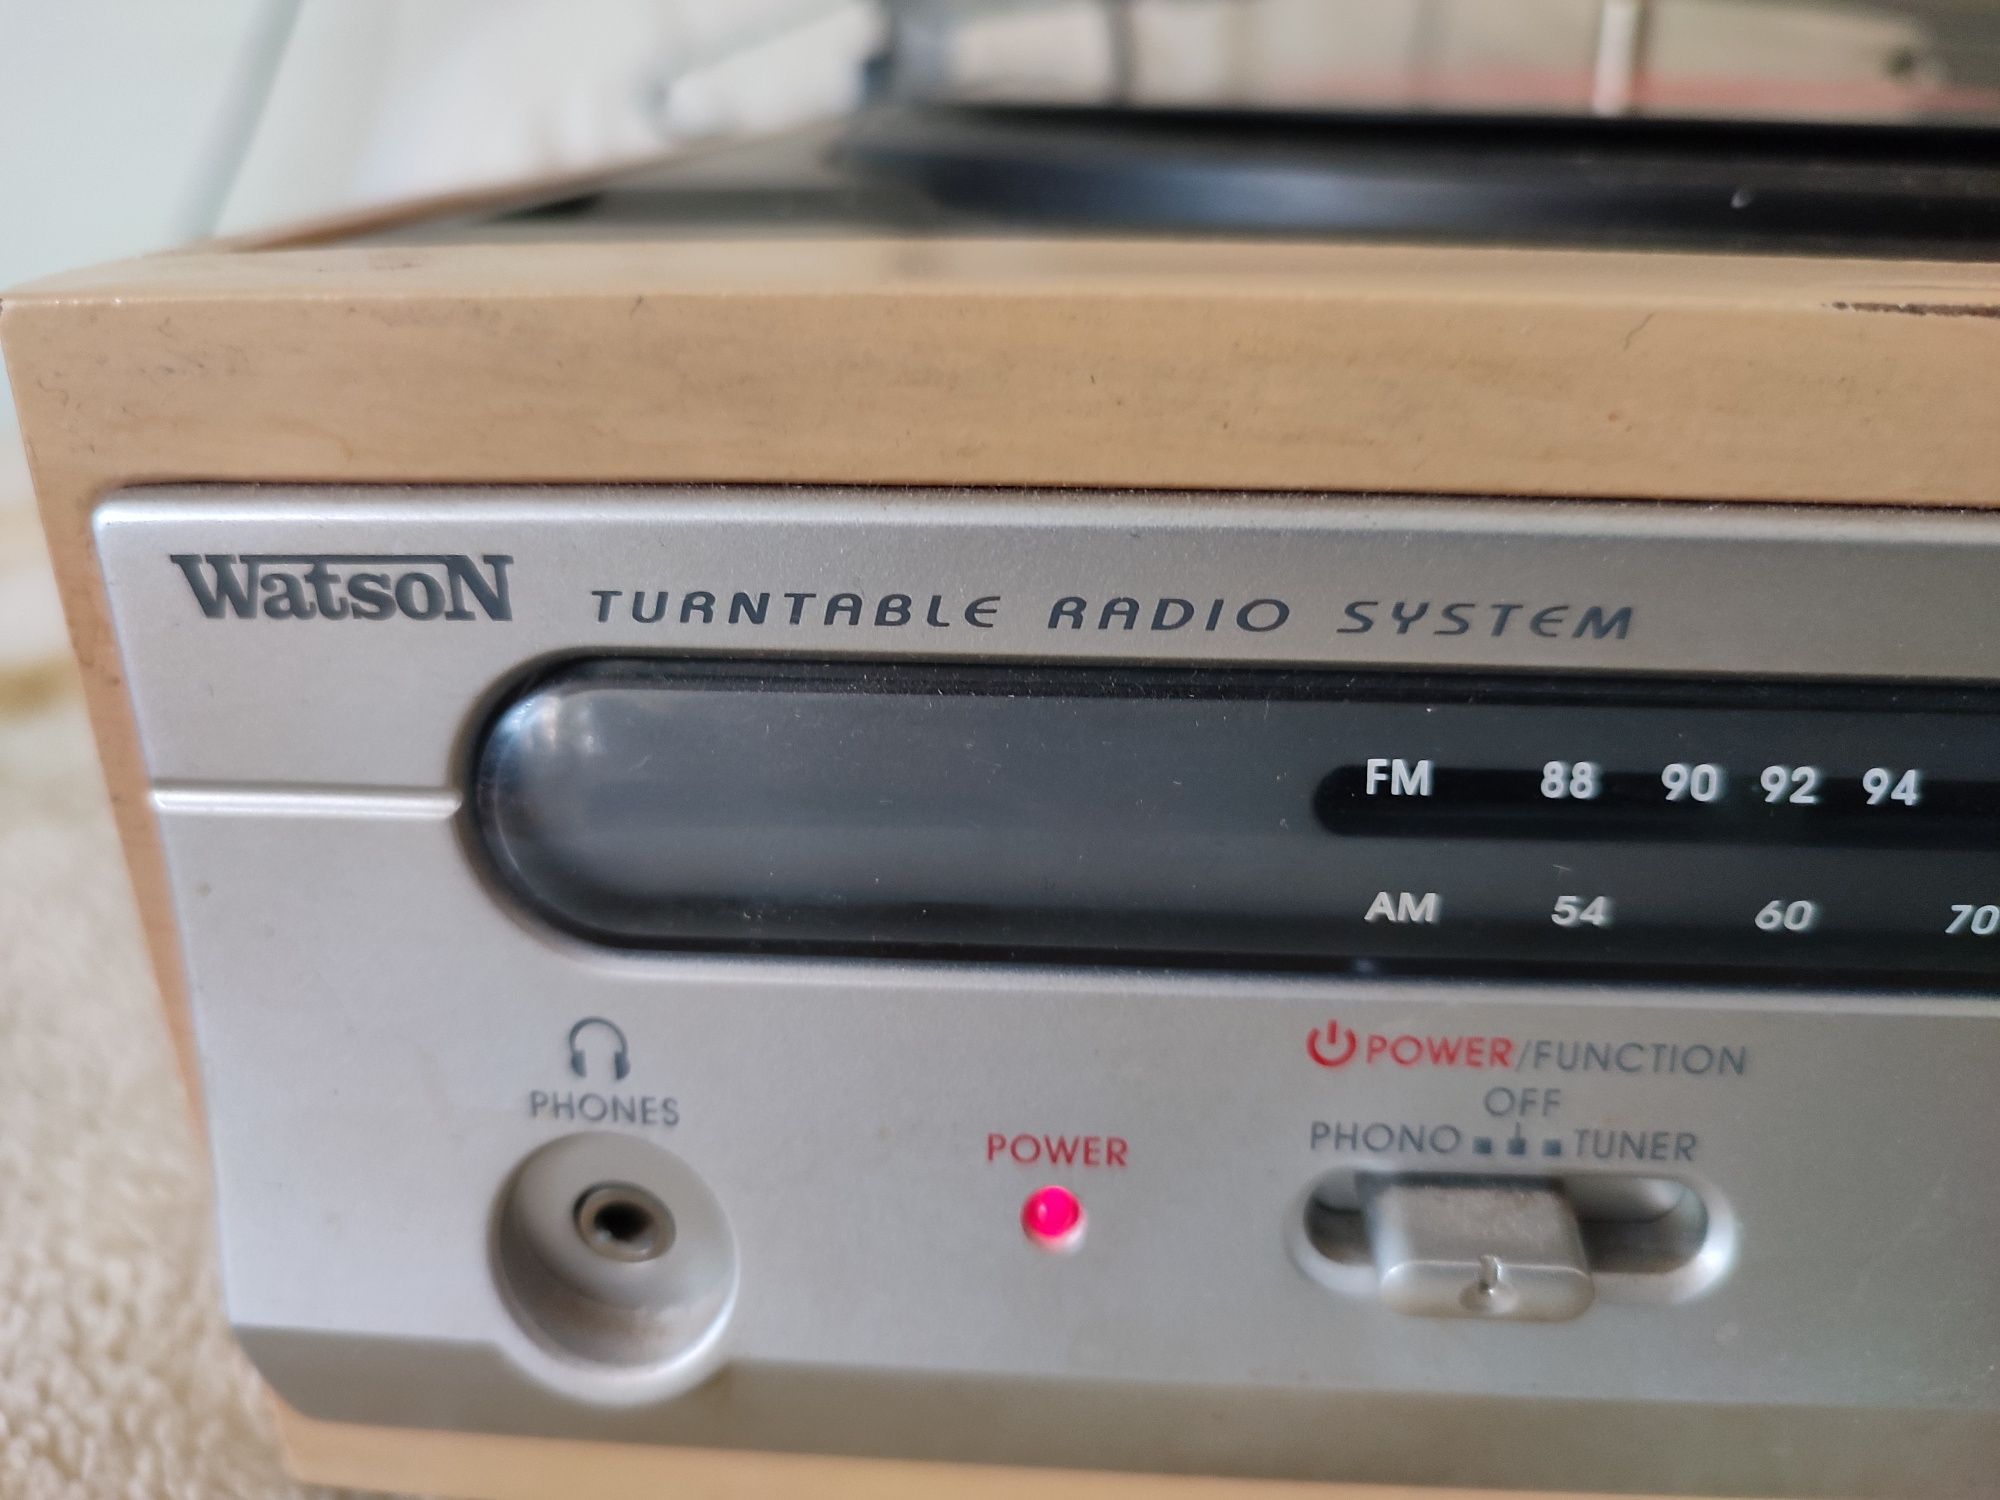 WatsoN TURNTABLE RADIO SYSTEM
FM 88 90 92 94
AM 54 60 70
PHONES
POWER
POWER/FUNCTION
OFF
PHONO TUNER